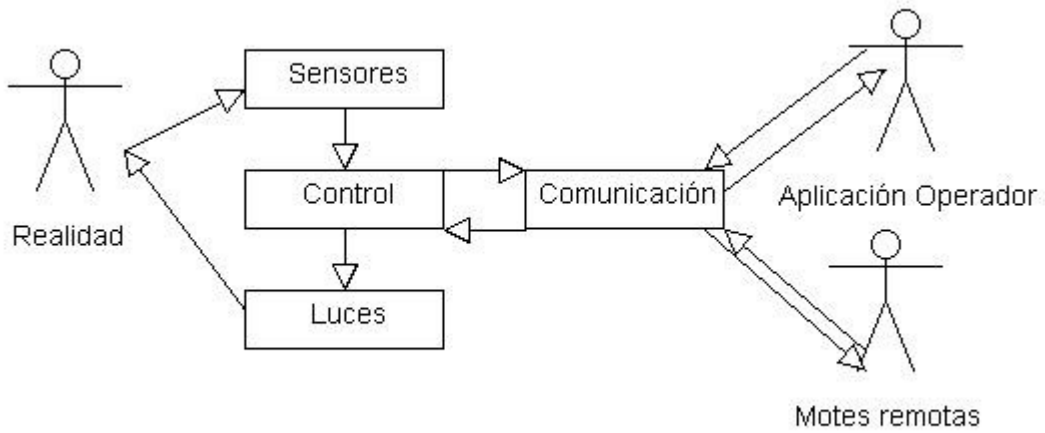 Sensores
Control
Comunicación
Aplicación Operador
Realidad
Luces
Motes remotas